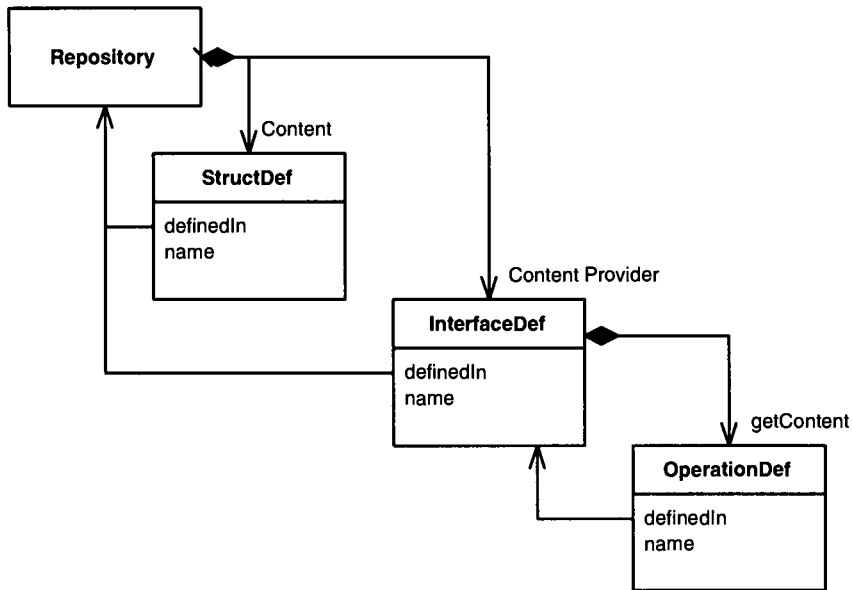 Repository
Content
StructDef
definedIn
name
Content Provider
InterfaceDef
definedIn
name
getContent
OperationDef
definedIn
name